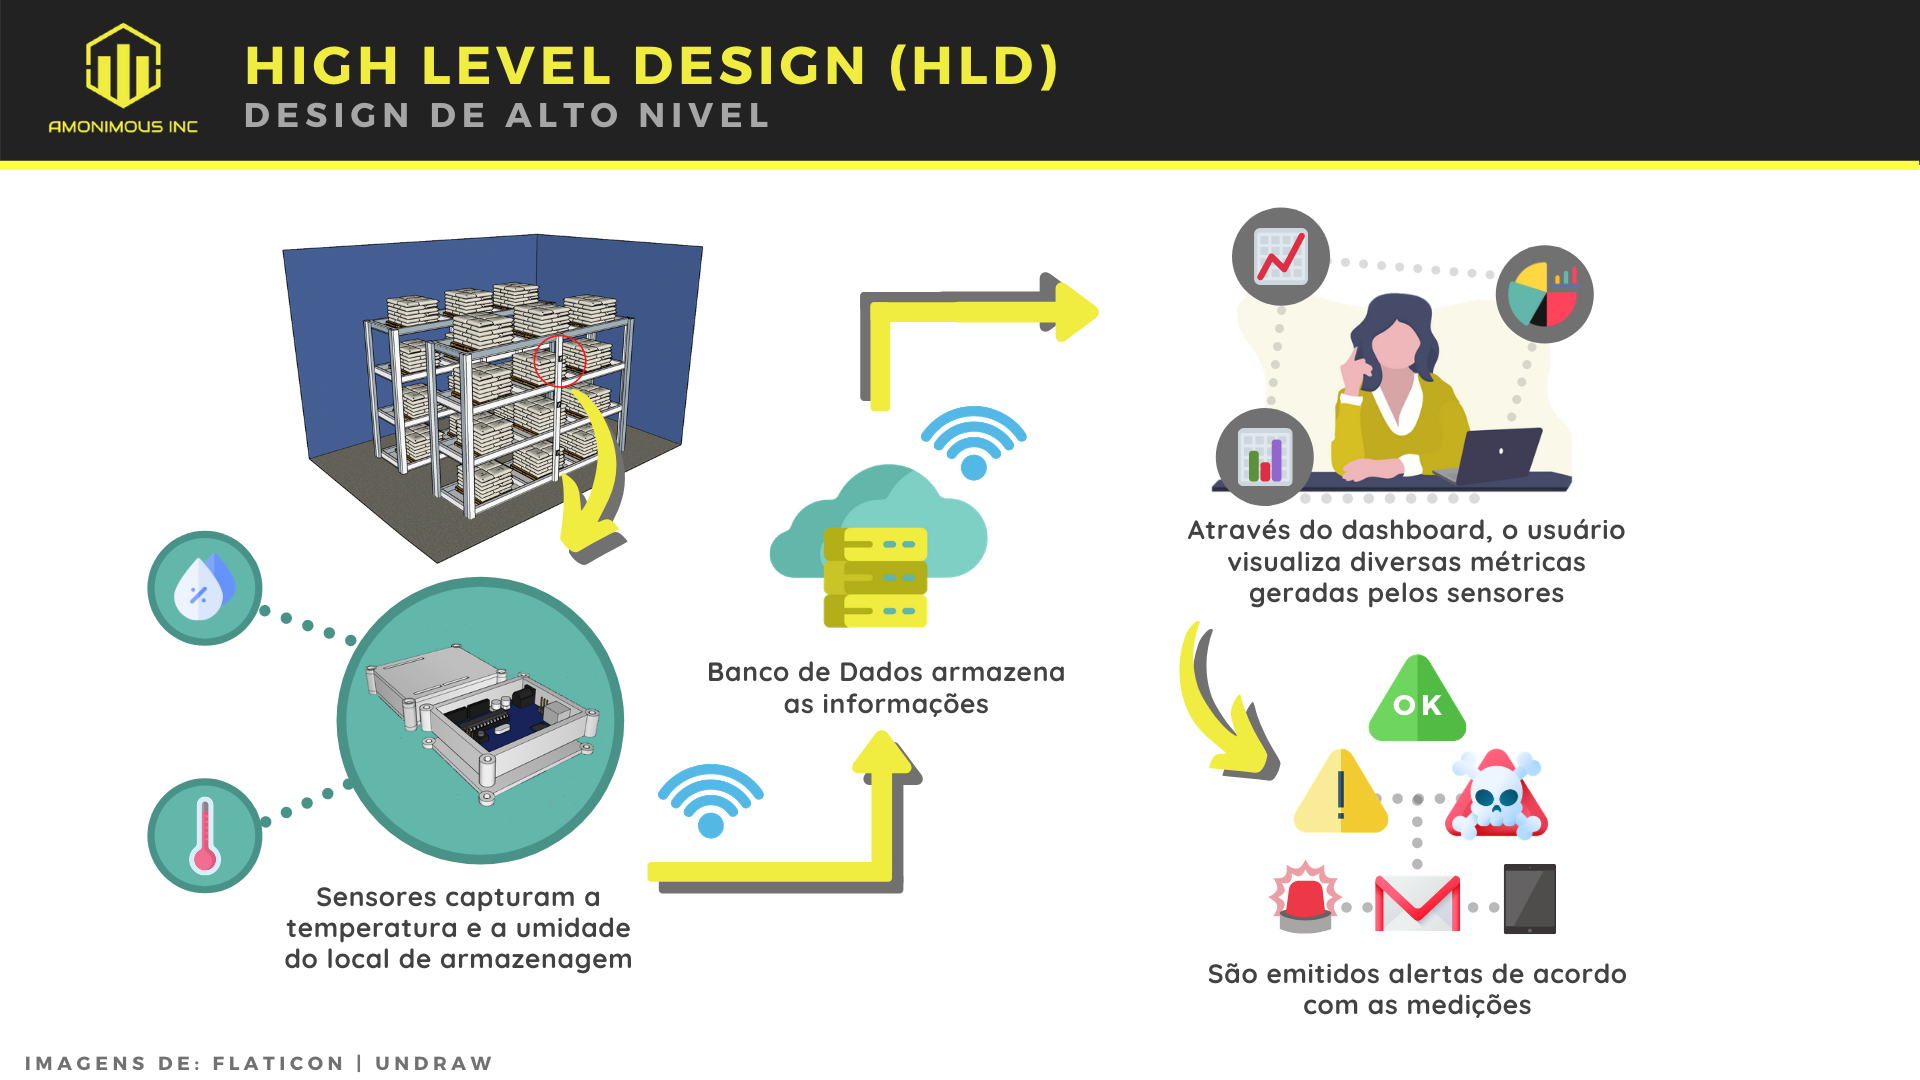 AMONIMOUS INC
HIGH LEVEL DESIGN (HLD)
DESIGN DE ALTO NIVEL
Através do dashboard, o usuário
visualiza diversas métricas
geradas pelos sensores
Banco de Dados armazena
as informações
OK
Sensores capturam a
temperatura e a umidade
do local de armazenagem
São emitidos alertas de acordo
com as medições
IMAGENS DE: FLATICON | UNDRAW